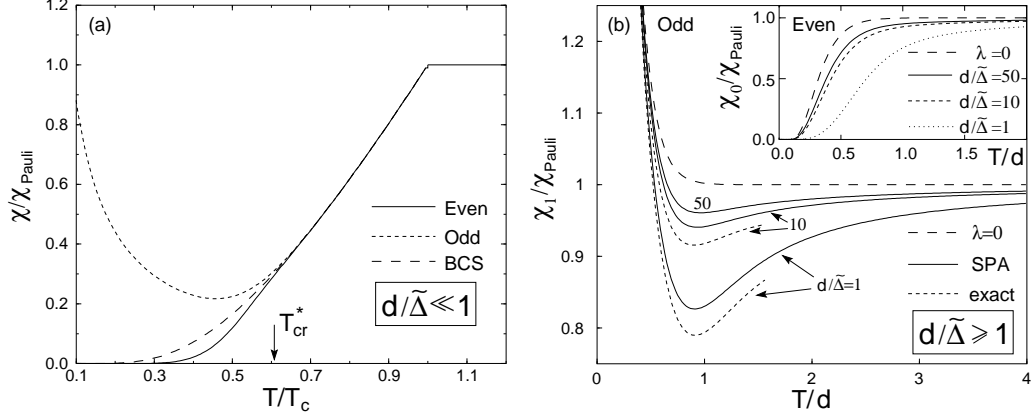 (a)
χ/χPauli
1.2
1.0
0.8
0.6
0.4
0.2
0.0
0.1
0.3
0.5
0.7
0.9
1.1
T/Tc
Even
Odd
BCS
d/Δ̃≪1
T*cr
(b)
Odd
Even
χ1/χPauli
1.2
1.1
1
0.9
0.8
0
1
2
3
4
T/d
50
10
d/Δ̃=1
λ=0
SPA
exact
d/Δ̃⩾1
χ0/χPauli
1.0
0.5
0.0
0.0
0.5
1.0
1.5
T/d
λ=0
d/Δ̃=50
d/Δ̃=10
d/Δ̃=1